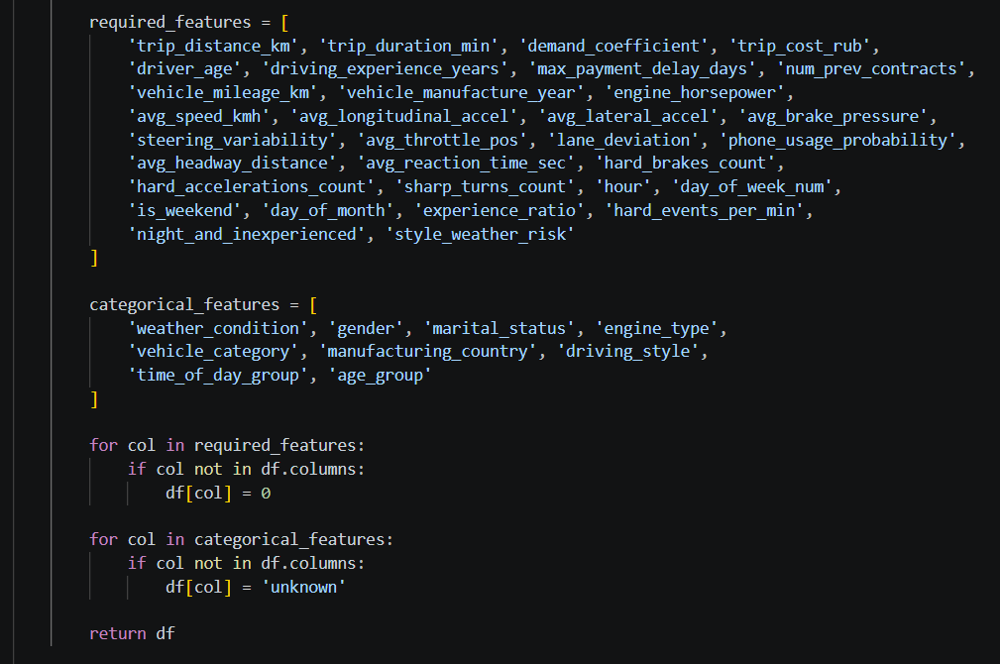 required_features = [
'trip_distance_km', 'trip_duration_min', 'demand_coefficient', 'trip_cost_rub',
'driver_age', 'driving_experience_years', 'max_payment_delay_days', 'num_prev_contracts',
'vehicle_mileage_km', 'vehicle_manufacture_year', 'engine_horsepower',
'avg_speed_kmh', 'avg_longitudinal_accel', 'avg_lateral_accel', 'avg_brake_pressure',
'steering_variability', 'avg_throttle_pos', 'lane_deviation', 'phone_usage_probability',
'avg_headway_distance', 'avg_reaction_time_sec', 'hard_brakes_count',
'hard_accelerations_count', 'sharp_turns_count', 'hour', 'day_of_week_num',
'is_weekend', 'day_of_month', 'experience_ratio', 'hard_events_per_min',
'night_and_inexperienced', 'style_weather_risk'
]
categorical_features = [
'weather_condition', 'gender', 'marital_status', 'engine_type',
'vehicle_category', 'manufacturing_country', 'driving_style',
'time_of_day_group', 'age_group'
]
for col in required_features:
if col not in df.columns:
df[col] = 0
for col in categorical_features:
if col not in df.columns:
df[col] = 'unknown'
return df